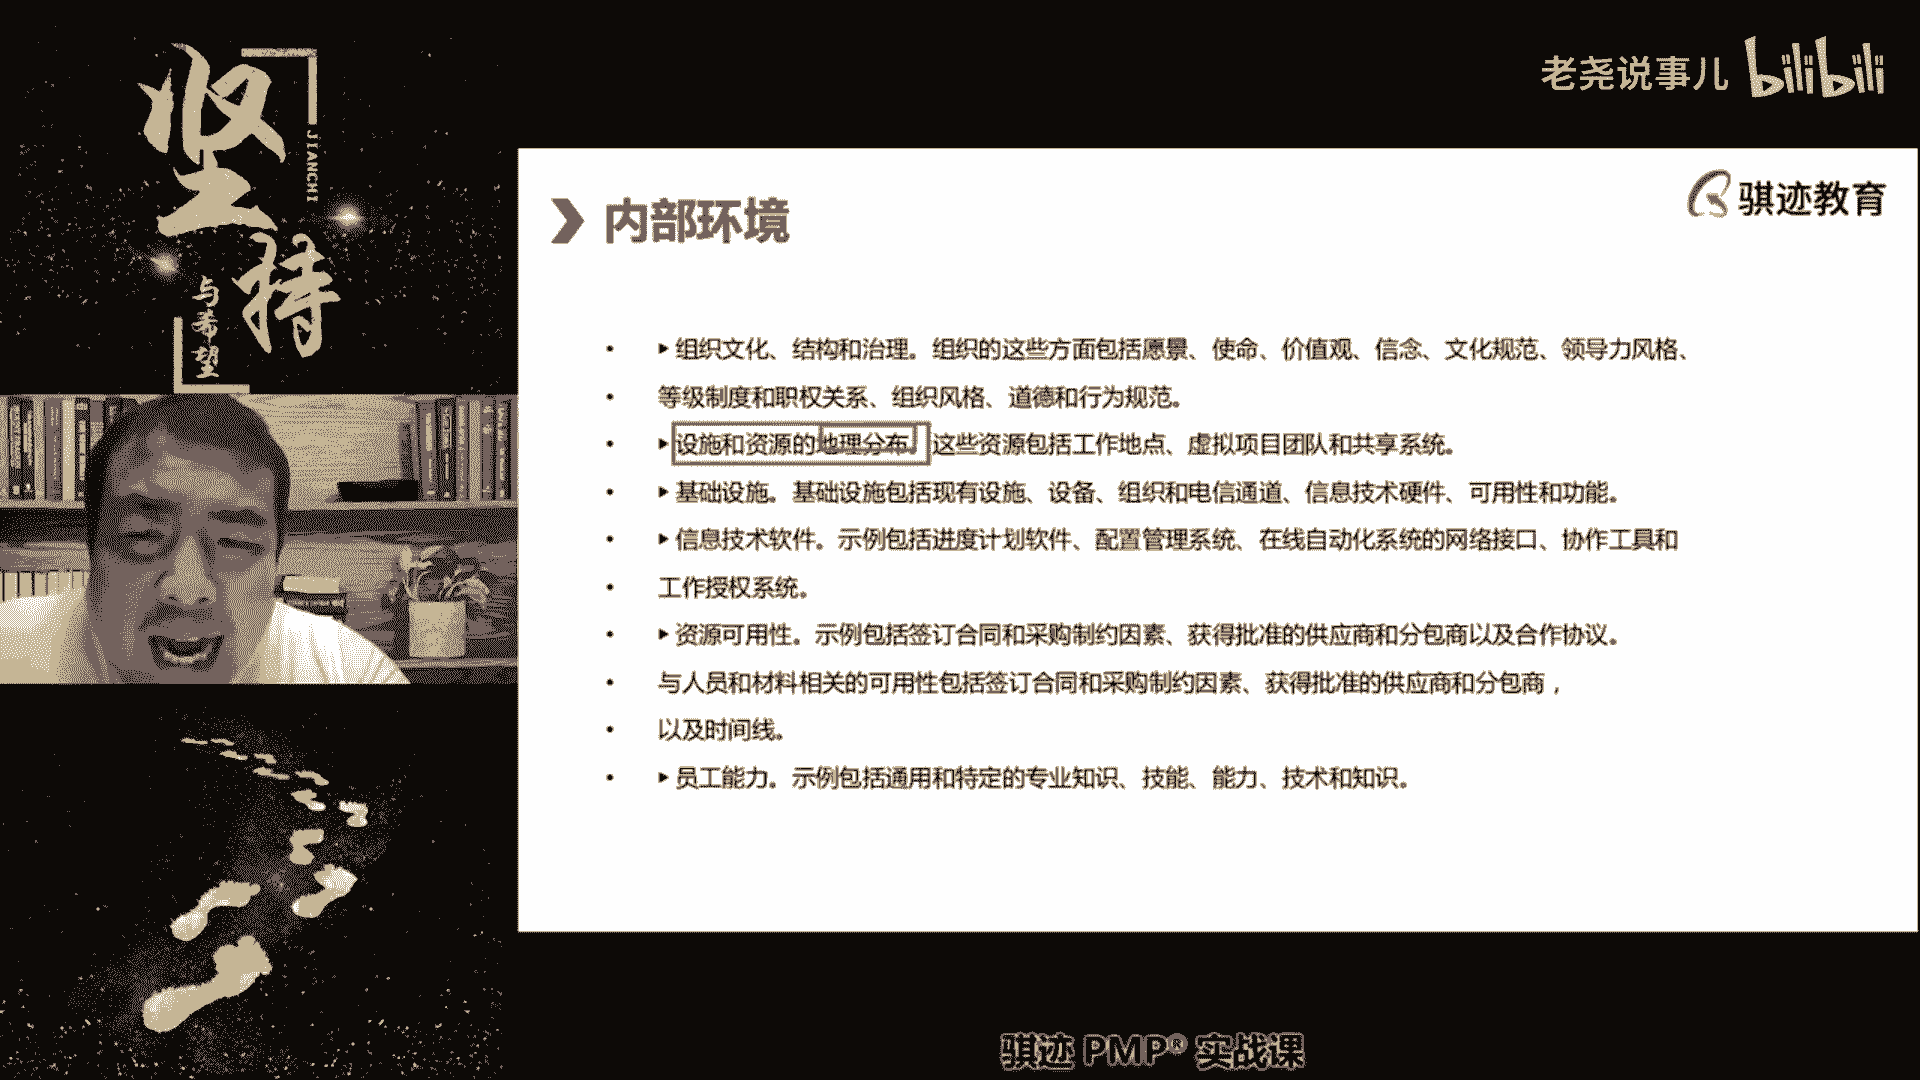 坚持
JIANCHI
与希望
老尧说事儿 bilibili
骐迹教育
内部环境
• ▸组织文化、结构和治理。组织的这些方面包括愿景、使命、价值观、信念、文化规范、领导力风格、
• 等级制度和职权关系、组织风格、道德和行为规范。
• ▸设施和资源的地理分布。这些资源包括工作地点、虚拟项目团队和共享系统。
• ▸基础设施。基础设施包括现有设施、设备、组织和电信通道、信息技术硬件、可用性和功能。
• ▸信息技术软件。示例包括进度计划软件、配置管理系统、在线自动化系统的网络接口、协作工具和
• 工作授权系统。
• ▸资源可用性。示例包括签订合同和采购制约因素、获得批准的供应商和分包商以及合作协议。
• 与人员和材料相关的可用性包括签订合同和采购制约因素、获得批准的供应商和分包商，
• 以及时间线。
• ▸员工能力。示例包括通用和特定的专业知识、技能、能力、技术和知识。
骐迹 PMP® 实战课